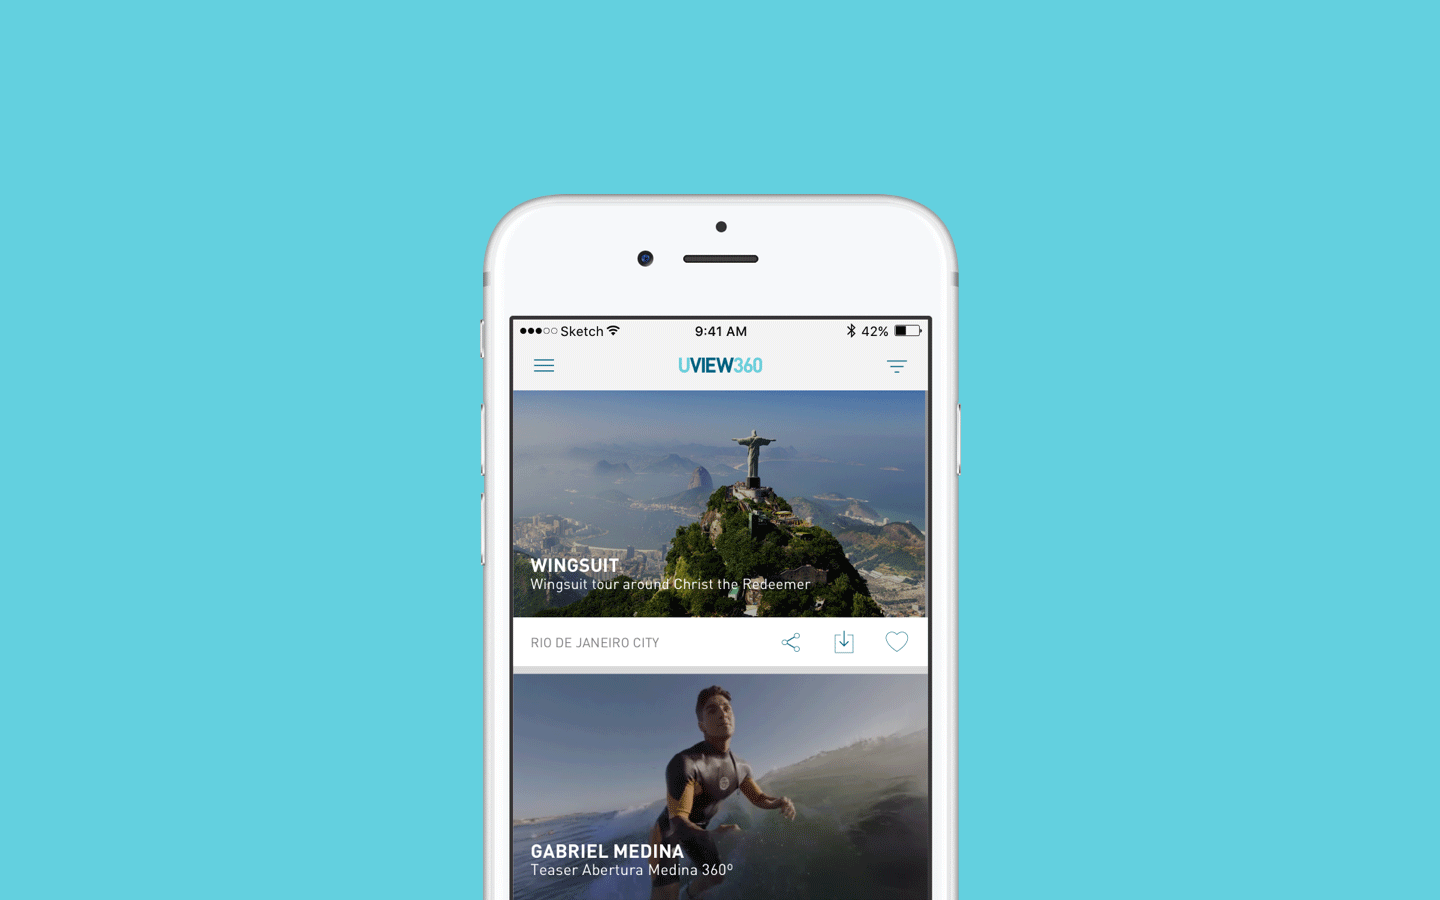 Sketch 9:41 AM 42%
UVIEW360
WINGSUIT
Wingsuit tour around Christ the Redeemer
RIO DE JANEIRO CITY
GABRIEL MEDINA
Teaser Abertura Medina 360º